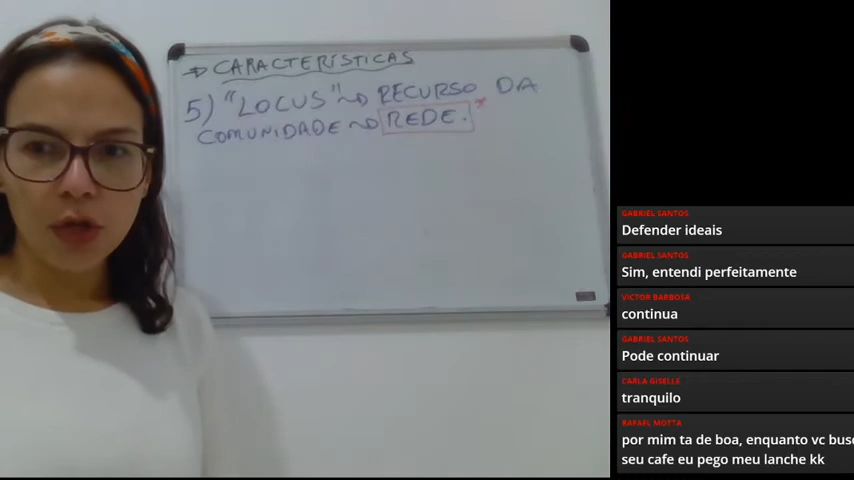 → CARACTERÍSTICAS
5) "LOCUS" ~> RECURSO DA
COMUNIDADE ~> REDE. *
GABRIEL SANTOS
Defender ideais
GABRIEL SANTOS
Sim, entendi perfeitamente
VICTOR BARBOSA
continua
GABRIEL SANTOS
Pode continuar
CARLA GISELLE
tranquilo
RAFAEL MOTTA
por mim ta de boa, enquanto vc busc
seu cafe eu pego meu lanche kk